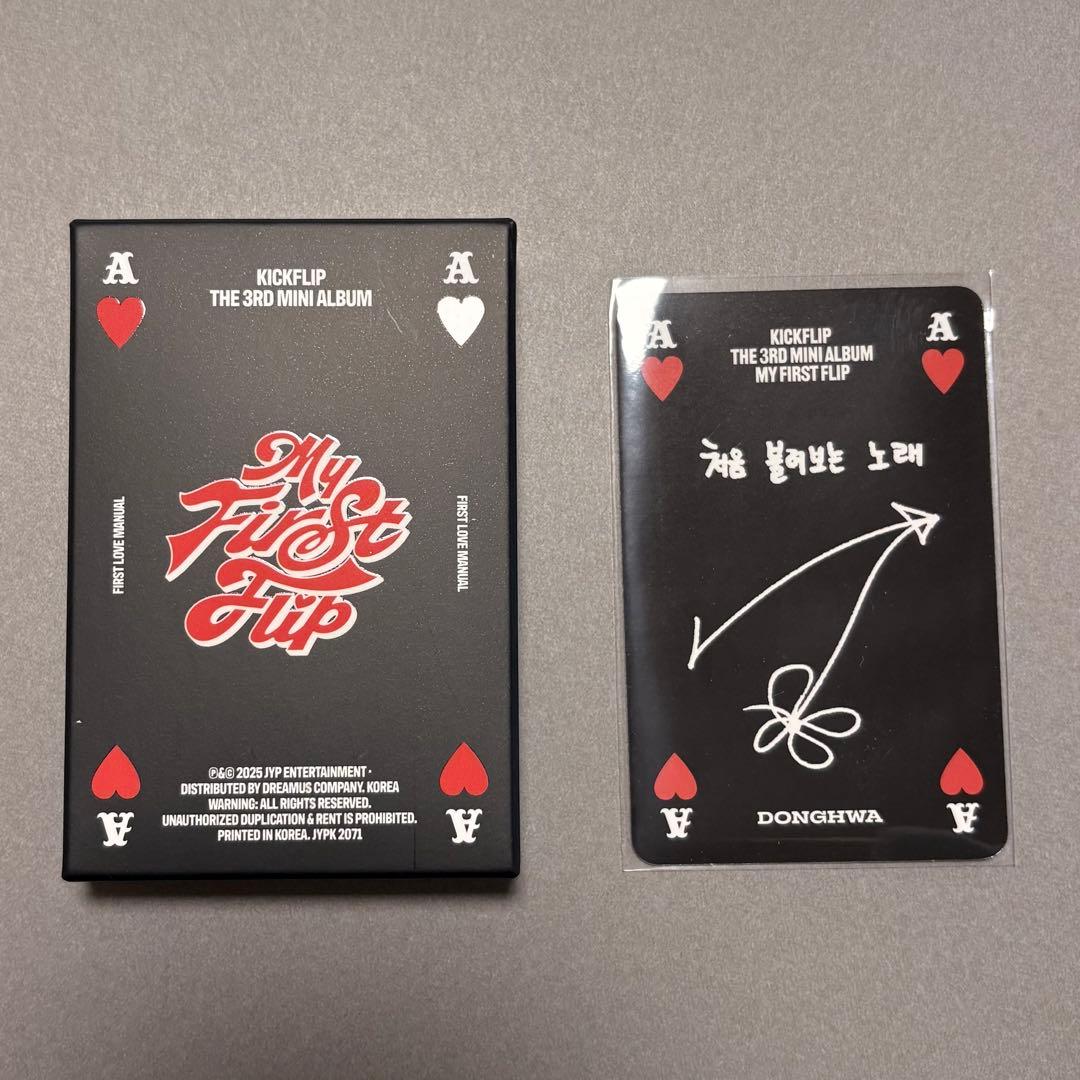 A A
KICKFLIP
THE 3RD MINI ALBUM
My
First
Flip
FIRST LOVE MANUAL
FIRST LOVE MANUAL
℗&© 2025 JYP ENTERTAINMENT ·
DISTRIBUTED BY DREAMUS COMPANY. KOREA
WARNING: ALL RIGHTS RESERVED.
UNAUTHORIZED DUPLICATION & RENT IS PROHIBITED.
PRINTED IN KOREA. JYPK 2071
A A
A A
KICKFLIP
THE 3RD MINI ALBUM
MY FIRST FLIP
처음 불러보는 노래
DONGHWA
A A